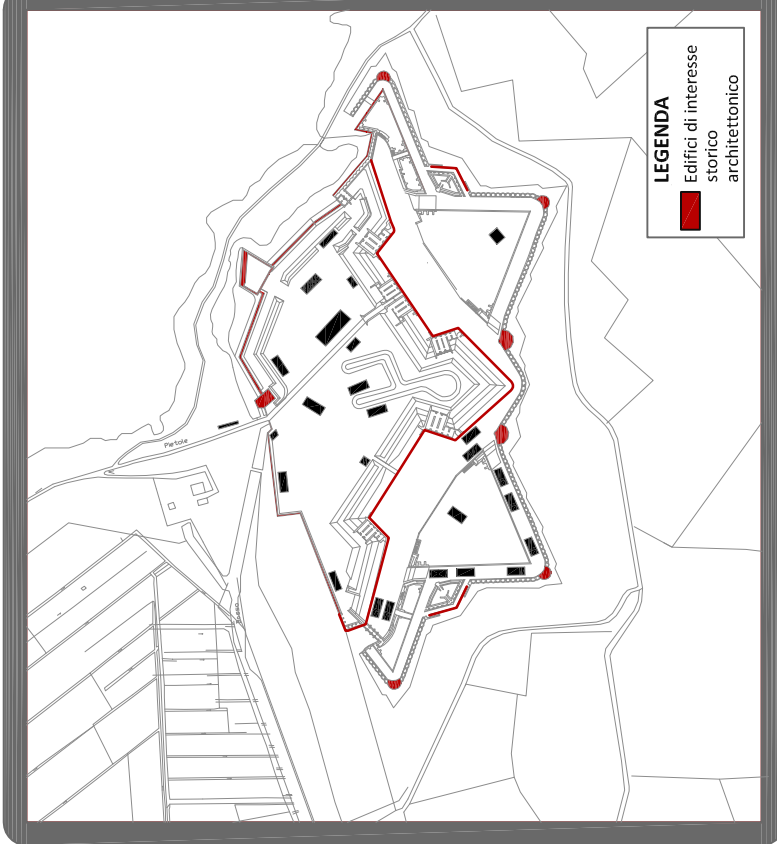 LEGENDA
Edifici di interesse
storico
architettonico
Pietole